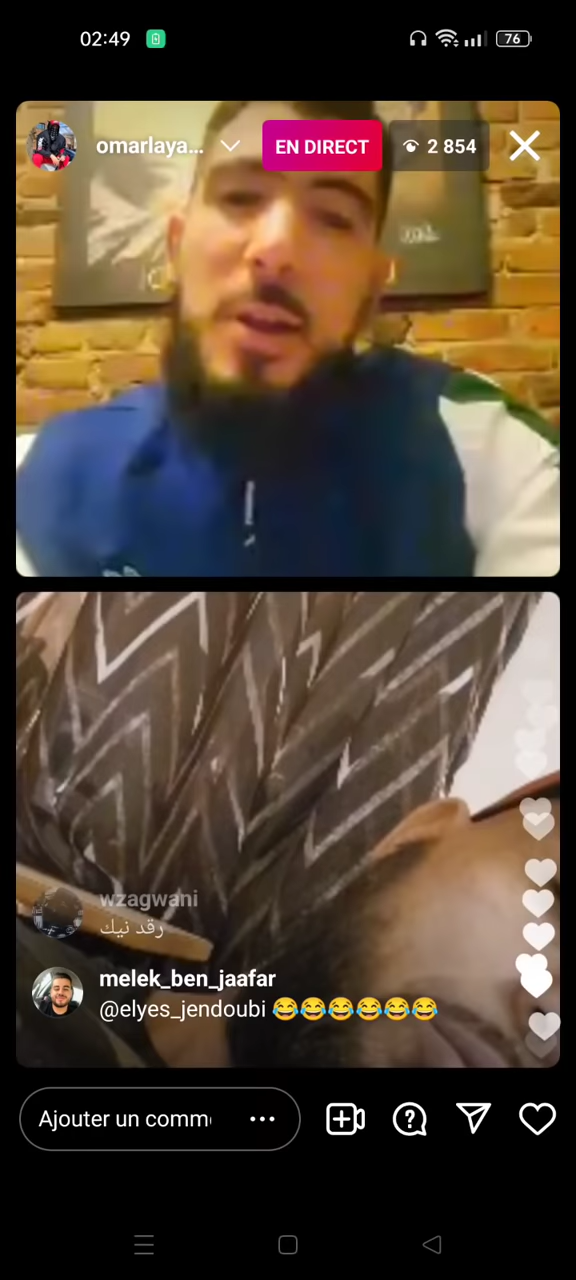 02:49
76
omarlaya...
EN DIRECT
2 854
wzagwani
رقد نيك
melek_ben_jaafar
@elyes_jendoubi 😂😂😂😂😂😂
Ajouter un comm